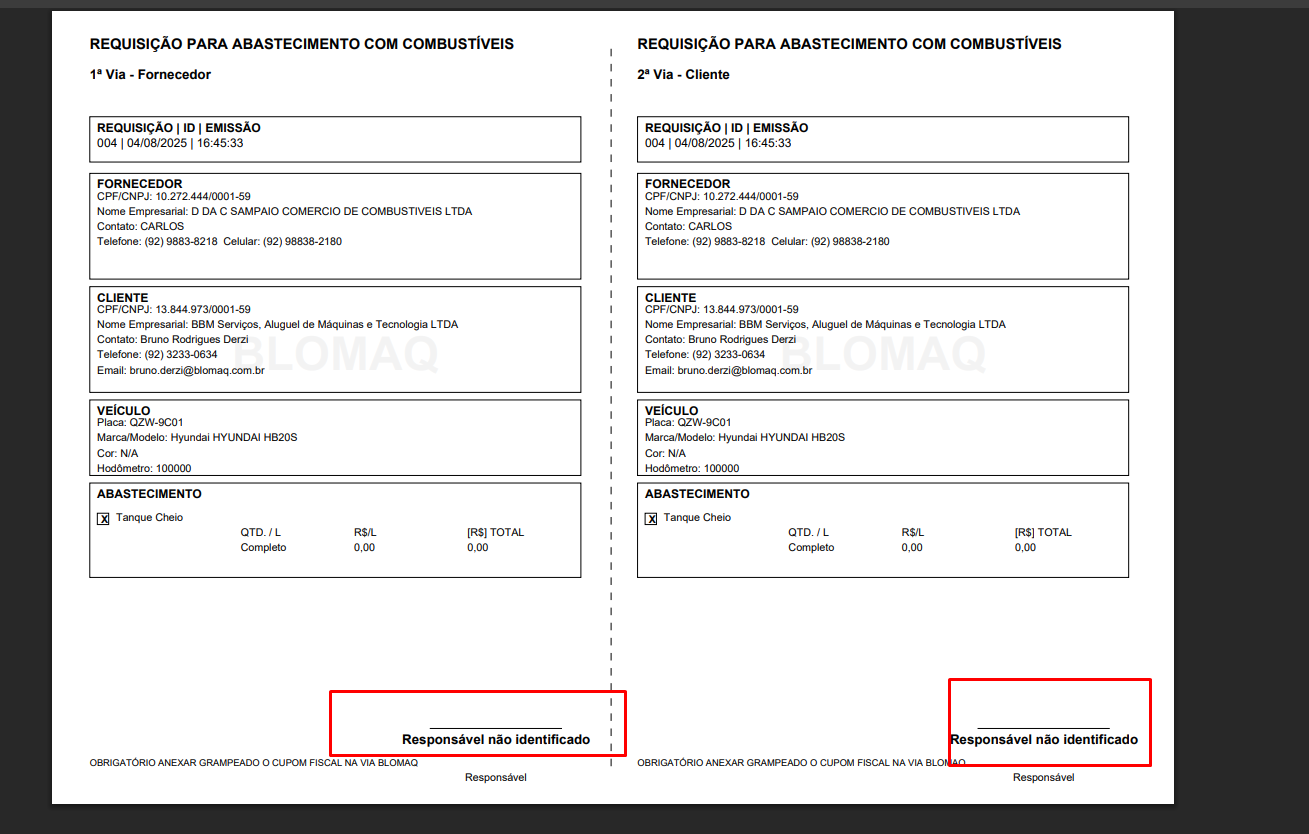 REQUISIÇÃO PARA ABASTECIMENTO COM COMBUSTÍVEIS
1ª Via - Fornecedor
REQUISIÇÃO | ID | EMISSÃO
004 | 04/08/2025 | 16:45:33
FORNECEDOR
CPF/CNPJ: 10.272.444/0001-59
Nome Empresarial: D DA C SAMPAIO COMERCIO DE COMBUSTIVEIS LTDA
Contato: CARLOS
Telefone: (92) 9883-8218 Celular: (92) 98838-2180
CLIENTE
CPF/CNPJ: 13.844.973/0001-59
Nome Empresarial: BBM Serviços, Aluguel de Máquinas e Tecnologia LTDA
Contato: Bruno Rodrigues Derzi
Telefone: (92) 3233-0634
BLOMAQ
Email: bruno.derzi@blomaq.com.br
VEÍCULO
Placa: QZW-9C01
Marca/Modelo: Hyundai HYUNDAI HB20S
Cor: N/A
Hodômetro: 100000
ABASTECIMENTO
X Tanque Cheio
QTD. / L R$/L [R$] TOTAL
Completo 0,00 0,00
Responsável não identificado
OBRIGATÓRIO ANEXAR GRAMPEADO O CUPOM FISCAL NA VIA BLOMAQ
Responsável
REQUISIÇÃO PARA ABASTECIMENTO COM COMBUSTÍVEIS
2ª Via - Cliente
REQUISIÇÃO | ID | EMISSÃO
004 | 04/08/2025 | 16:45:33
FORNECEDOR
CPF/CNPJ: 10.272.444/0001-59
Nome Empresarial: D DA C SAMPAIO COMERCIO DE COMBUSTIVEIS LTDA
Contato: CARLOS
Telefone: (92) 9883-8218 Celular: (92) 98838-2180
CLIENTE
CPF/CNPJ: 13.844.973/0001-59
Nome Empresarial: BBM Serviços, Aluguel de Máquinas e Tecnologia LTDA
Contato: Bruno Rodrigues Derzi
Telefone: (92) 3233-0634
BLOMAQ
Email: bruno.derzi@blomaq.com.br
VEÍCULO
Placa: QZW-9C01
Marca/Modelo: Hyundai HYUNDAI HB20S
Cor: N/A
Hodômetro: 100000
ABASTECIMENTO
X Tanque Cheio
QTD. / L R$/L [R$] TOTAL
Completo 0,00 0,00
Responsável não identificado
OBRIGATÓRIO ANEXAR GRAMPEADO O CUPOM FISCAL NA VIA BLOMAQ
Responsável